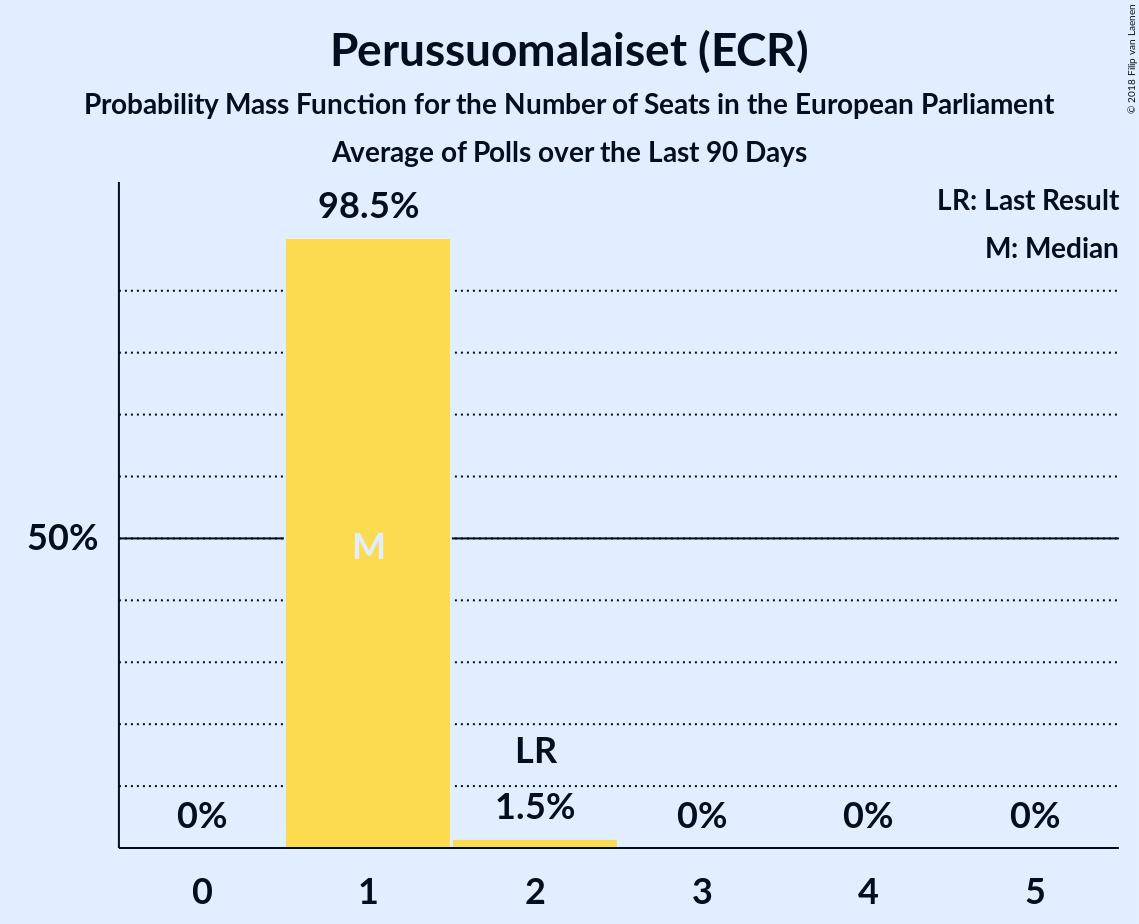 Perussuomalaiset (ECR)
Probability Mass Function for the Number of Seats in the European Parliament
Average of Polls over the Last 90 Days
© 2018 Filip van Laenen
LR: Last Result
M: Median
98.5%
50%
M
LR
0%
1.5%
0%
0%
0%
0
1
2
3
4
5